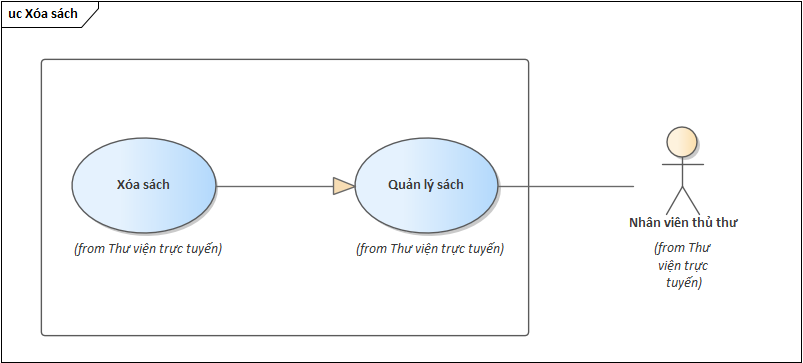 uc Xóa sách
Xóa sách
Quản lý sách
Nhân viên thủ thư
(from Thư viện trực tuyến)
(from Thư viện trực tuyến)
(from Thư
viện trực
tuyến)